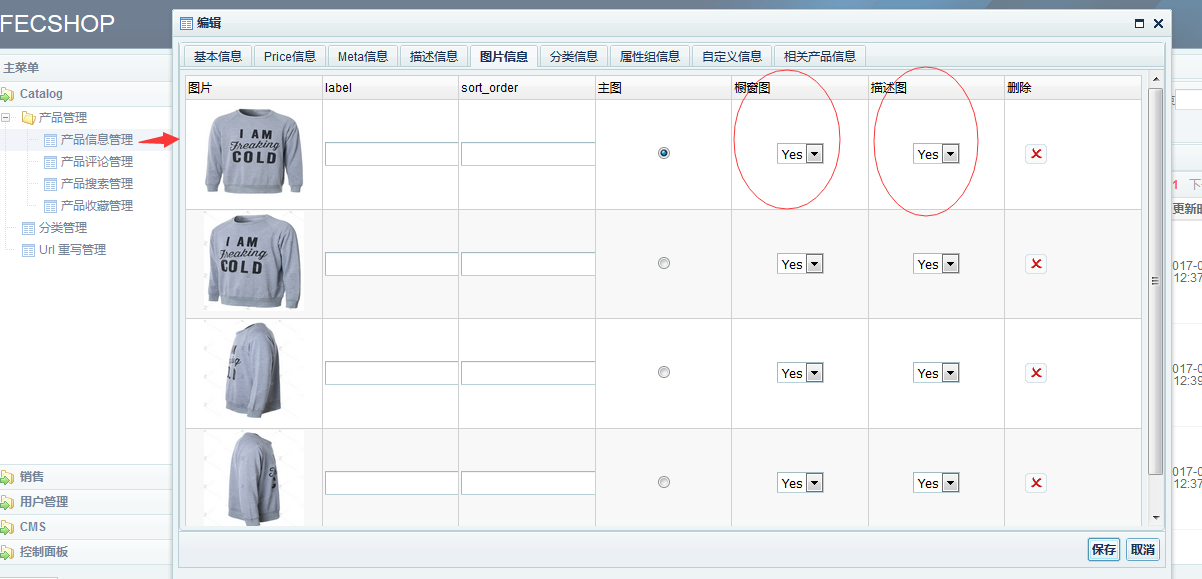 FECSHOP
编辑
基本信息 Price信息 Meta信息 描述信息 图片信息 分类信息 属性组信息 自定义信息 相关产品信息
主菜单
Catalog
产品管理
产品信息管理
产品评论管理
产品搜索管理
产品收藏管理
分类管理
Url 重写管理
销售
用户管理
CMS
控制面板
图片 label sort_order 主图 橱窗图 描述图 删除
I AM
Freaking
COLD
Yes Yes
I AM
Freaking
COLD
Yes Yes
Yes Yes
Yes Yes
保存 取消
1 下
更新时
017-0
12:37
017-0
12:39
017-0
12:37